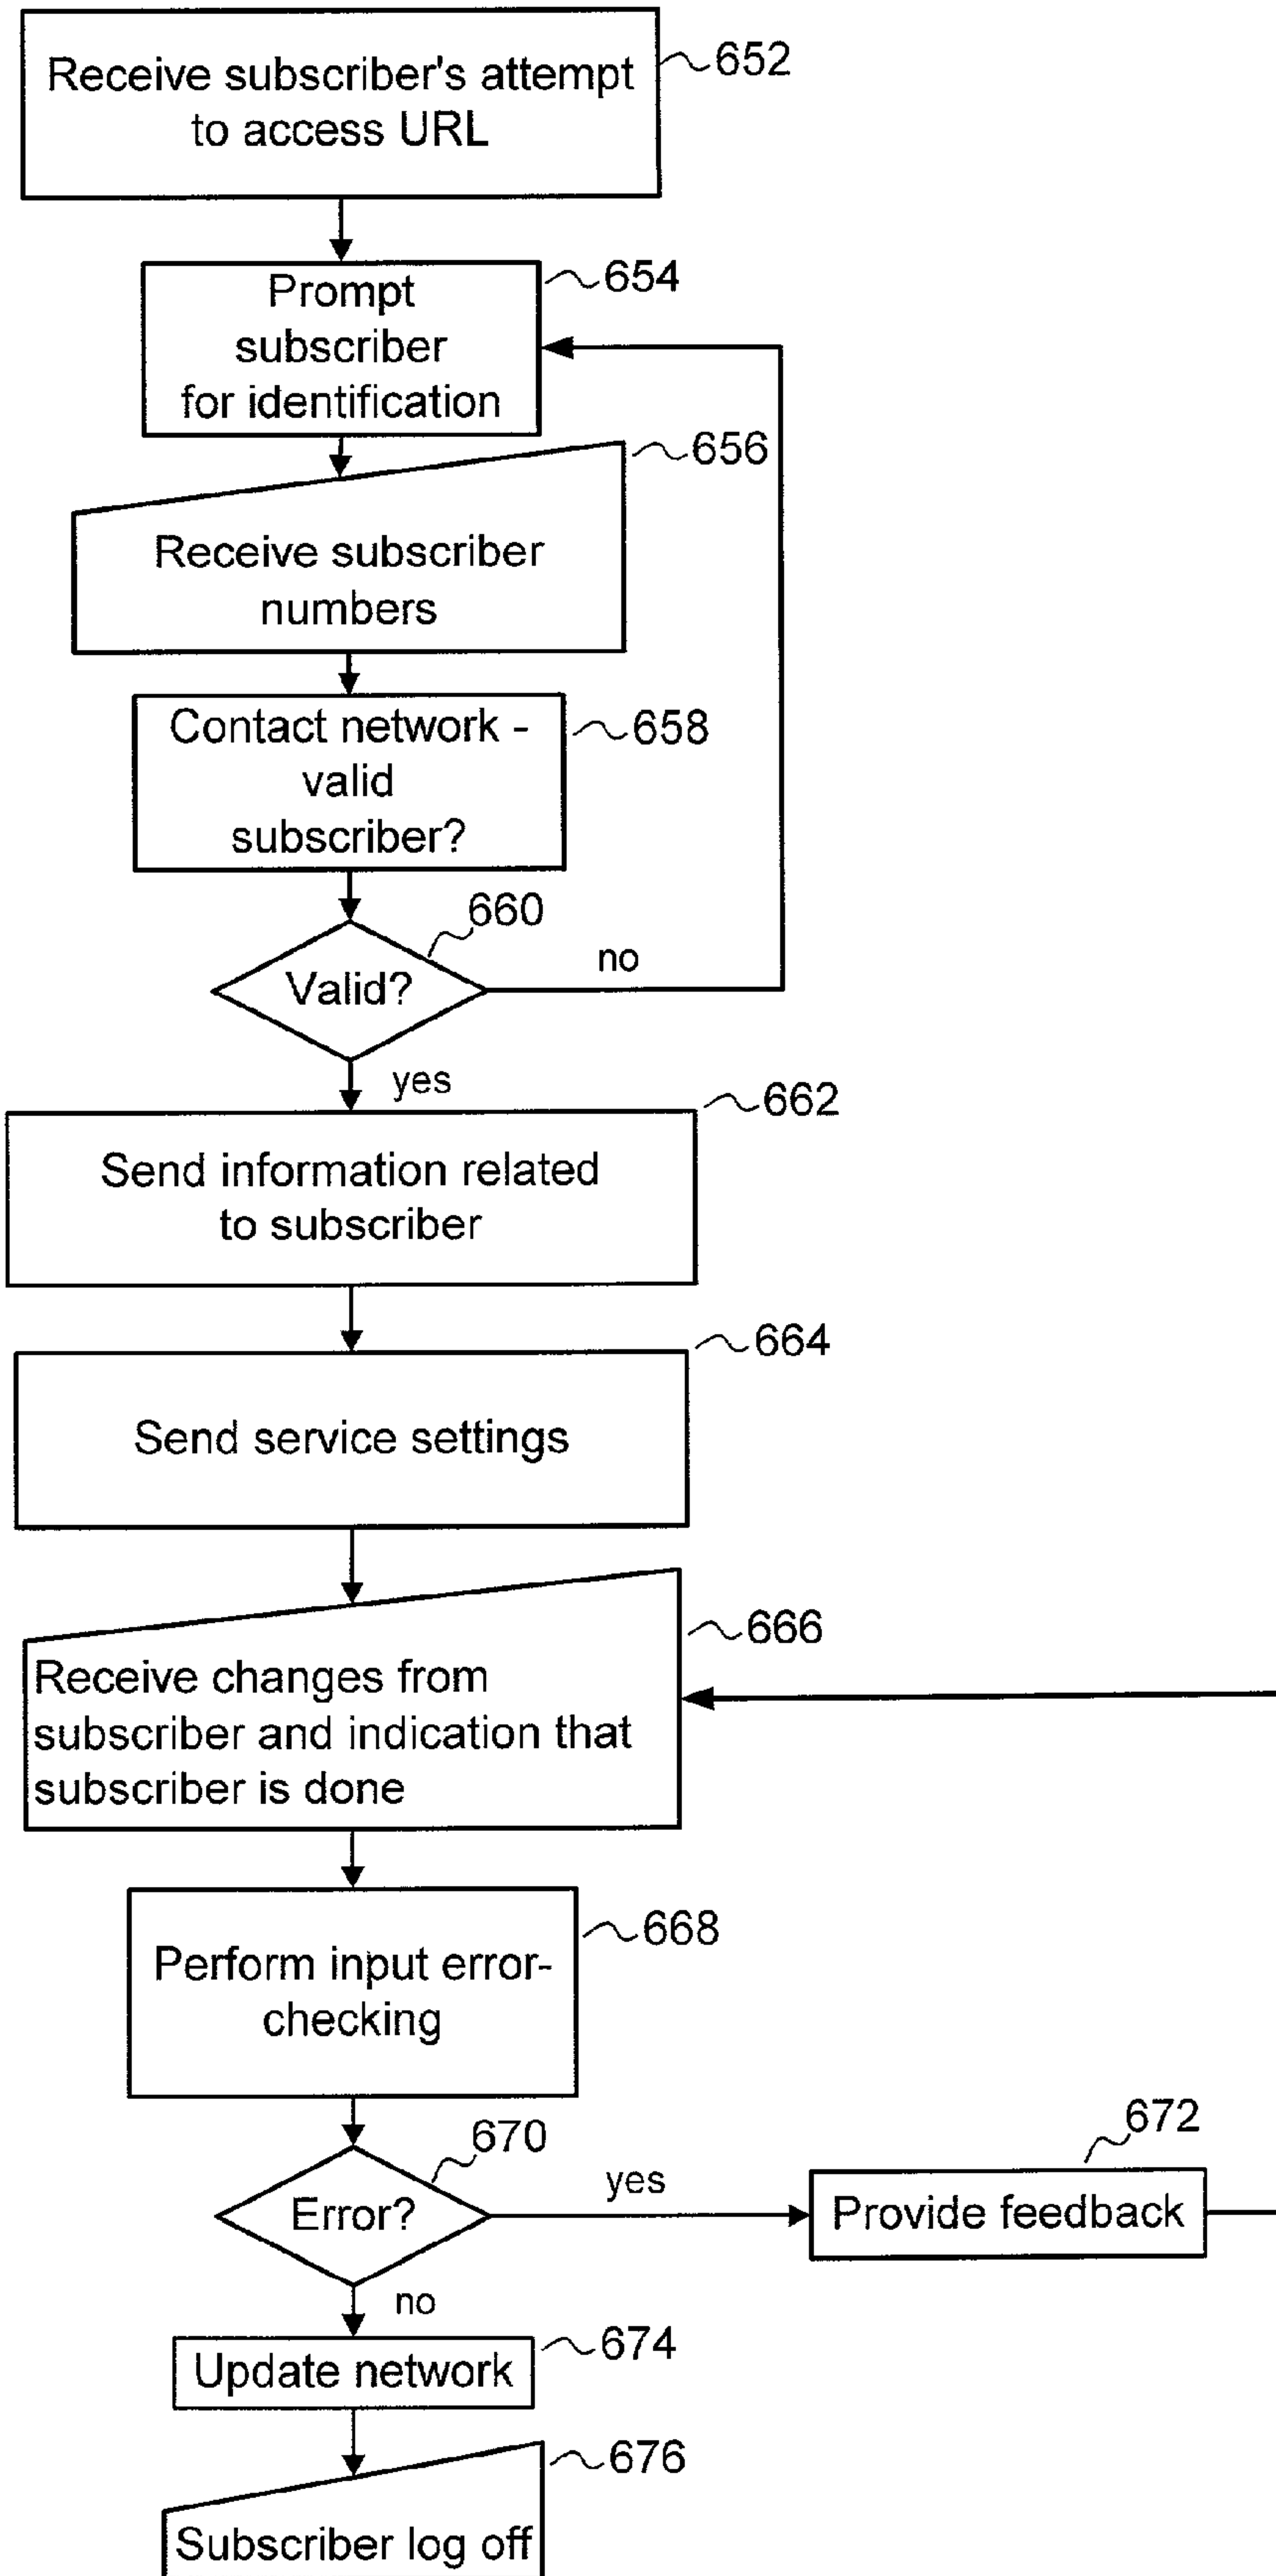 Receive subscriber's attempt
to access URL
652
Prompt
subscriber
for identification
654
Receive subscriber
numbers
656
Contact network -
valid
subscriber?
658
Valid?
660
no
yes
Send information related
to subscriber
662
Send service settings
664
Receive changes from
subscriber and indication that
subscriber is done
666
Perform input error-
checking
668
Error?
670
yes
Provide feedback
672
no
Update network
674
Subscriber log off
676